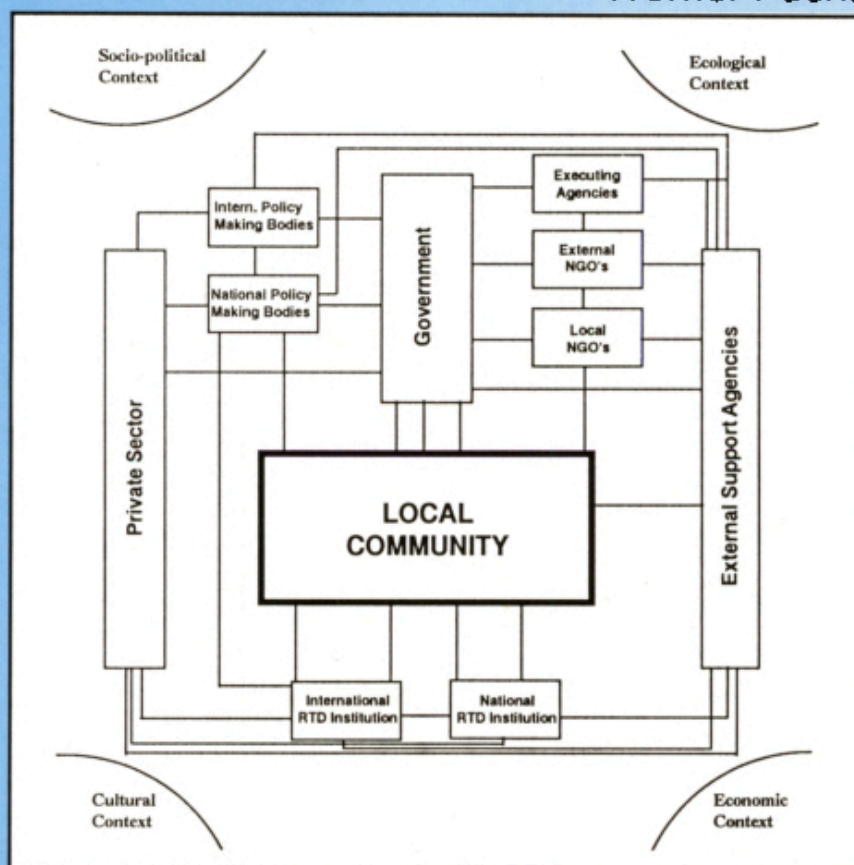 Socio-political
Context
Ecological
Context
Executing
Agencies
Intern. Policy
Making Bodies
External
NGO's
National Policy
Making Bodies
Local
NGO's
Government
Private Sector
External Support Agencies
LOCAL
COMMUNITY
International
RTD Institution
National
RTD Institution
Cultural
Context
Economic
Context